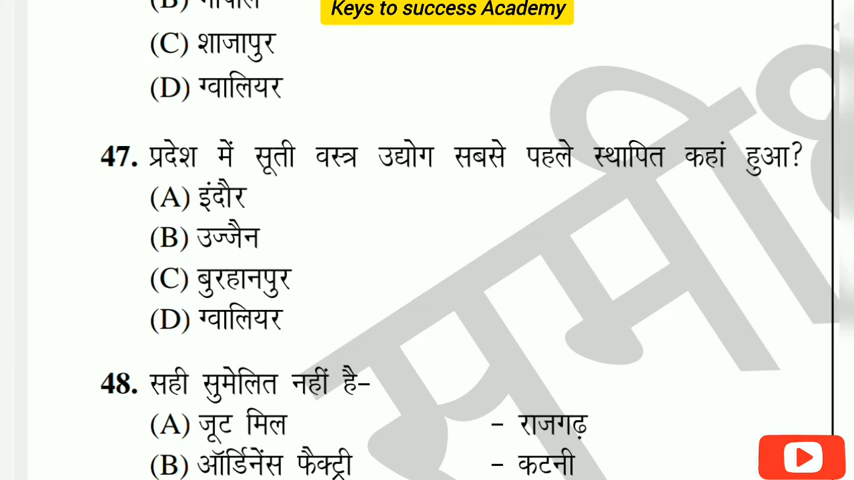 Keys to success Academy
(C) शाजापुर
(D) ग्वालियर
47. प्रदेश में सूती वस्त्र उद्योग सबसे पहले स्थापित कहां हुआ?
(A) इंदौर
(B) उज्जैन
(C) बुरहानपुर
(D) ग्वालियर
48. सही सुमेलित नहीं है–
(A) जूट मिल – राजगढ़
(B) ऑर्डिनेंस फैक्ट्री – कटनी